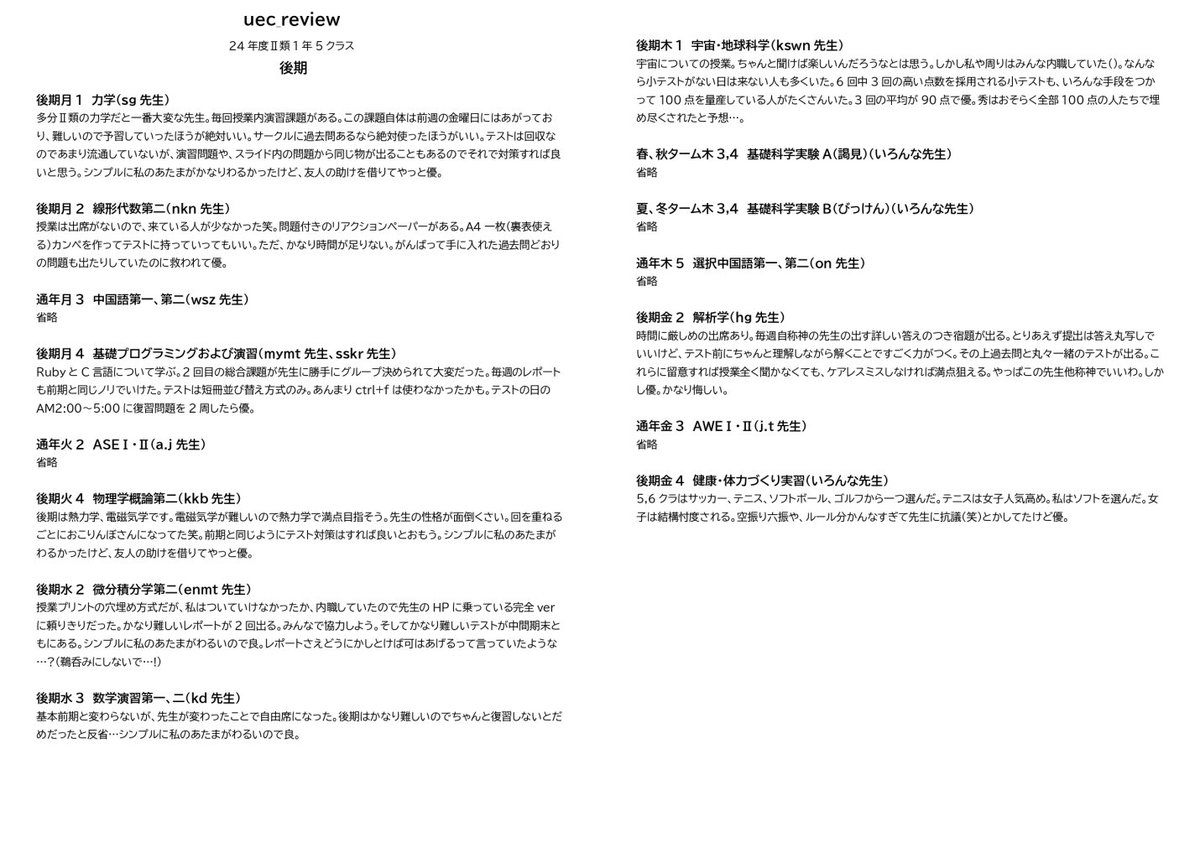 uec_review
24年度Ⅱ類1年5クラス
後期
後期月1 力学(sg先生)
多分Ⅱ類の力学だと一番大変な先生。毎回授業内演習課題がある。この課題自体は前週の金曜日にはあがってお
り、難しいので予習していったほうが絶対いい。サークルに過去問あるなら絶対使ったほうがいい。テストは回収な
のであまり流通していないが、演習問題や、スライド内の問題から同じ物が出ることもあるのでそれで対策すれば良
いと思う。シンプルに私のあたまがかなりわるかったけど、友人の助けを借りてやっと優。
後期月2 線形代数第二(nkn先生)
授業は出席がないので、来ている人が少なかった笑。問題付きのリアクションペーパーがある。A4一枚(裏表使え
る)カンペを作ってテストに持っていってもいい。ただ、かなり時間が足りない。がんばって手に入れた過去問どおり
の問題も出たりしていたのに救われて優。
通年月3 中国語第一、第二(wsz先生)
省略
後期月4 基礎プログラミングおよび演習(mymt先生、sskr先生)
RubyとC言語について学ぶ。2回目の総合課題が先生に勝手にグループ決められて大変だった。毎週のレポート
も前期と同じノリでいけた。テストは短冊並び替え方式のみ。あんまりctrl+fは使わなかったかも。テストの日の
AM2:00～5:00に復習問題を2周したら優。
通年火2 ASEⅠ・Ⅱ(a.j先生)
省略
後期火4 物理学概論第二(kkb先生)
後期は熱力学、電磁気学です。電磁気学が難しいので熱力学で満点目指そう。先生の性格が面倒くさい。回を重ねる
ごとにおこりんぼさんになってた笑。前期と同じようにテスト対策はすれば良いとおもう。シンプルに私のあたまが
わるかったけど、友人の助けを借りてやっと優。
後期水2 微分積分学第二(enmt先生)
授業プリントの穴埋め方式だが、私はついていけなかったか、内職していたので先生のHPに乗っている完全ver
に頼りきりだった。かなり難しいレポートが2回出る。みんなで協力しよう。そしてかなり難しいテストが中間期末と
もにある。シンプルに私のあたまがわるいので良。レポートさえどうにかしとけば可はあげるって言っていたような
…?(鵜呑みにしないで…!)
後期水3 数学演習第一、二(kd先生)
基本前期と変わらないが、先生が変わったことで自由席になった。後期はかなり難しいのでちゃんと復習しないとだ
めだったと反省…シンプルに私のあたまがわるいので良。
後期木1 宇宙・地球科学(kswn先生)
宇宙についての授業。ちゃんと聞けば楽しいんだろうなとは思う。しかし私や周りはみんな内職していた()。なんな
ら小テストがない日は来ない人も多くいた。6回中3回の高い点数を採用される小テストも、いろんな手段をつか
って100点を量産している人がたくさんいた。3回の平均が90点で優。秀はおそらく全部100点の人たちで埋
め尽くされたと予想…。
春、秋ターム木3,4 基礎科学実験A(謁見)(いろんな先生)
省略
夏、冬ターム木3,4 基礎科学実験B(びっけん)(いろんな先生)
省略
通年木5 選択中国語第一、第二(on先生)
省略
後期金2 解析学(hg先生)
時間に厳しめの出席あり。毎週自称神の先生の出す詳しい答えのつき宿題が出る。とりあえず提出は答え丸写しで
いいけど、テスト前にちゃんと理解しながら解くことですごく力がつく。その上過去問と丸々一緒のテストが出る。こ
れらに留意すれば授業全く聞かなくても、ケアレスミスしなければ満点狙える。やっぱこの先生他称神でいいわ。しか
し優。かなり悔しい。
通年金3 AWEⅠ・Ⅱ(j.t先生)
省略
後期金4 健康・体力づくり実習(いろんな先生)
5,6クラはサッカー、テニス、ソフトボール、ゴルフから一つ選んだ。テニスは女子人気高め。私はソフトを選んだ。女
子は結構忖度される。空振り六振や、ルール分かんなすぎて先生に抗議(笑)とかしてたけど優。